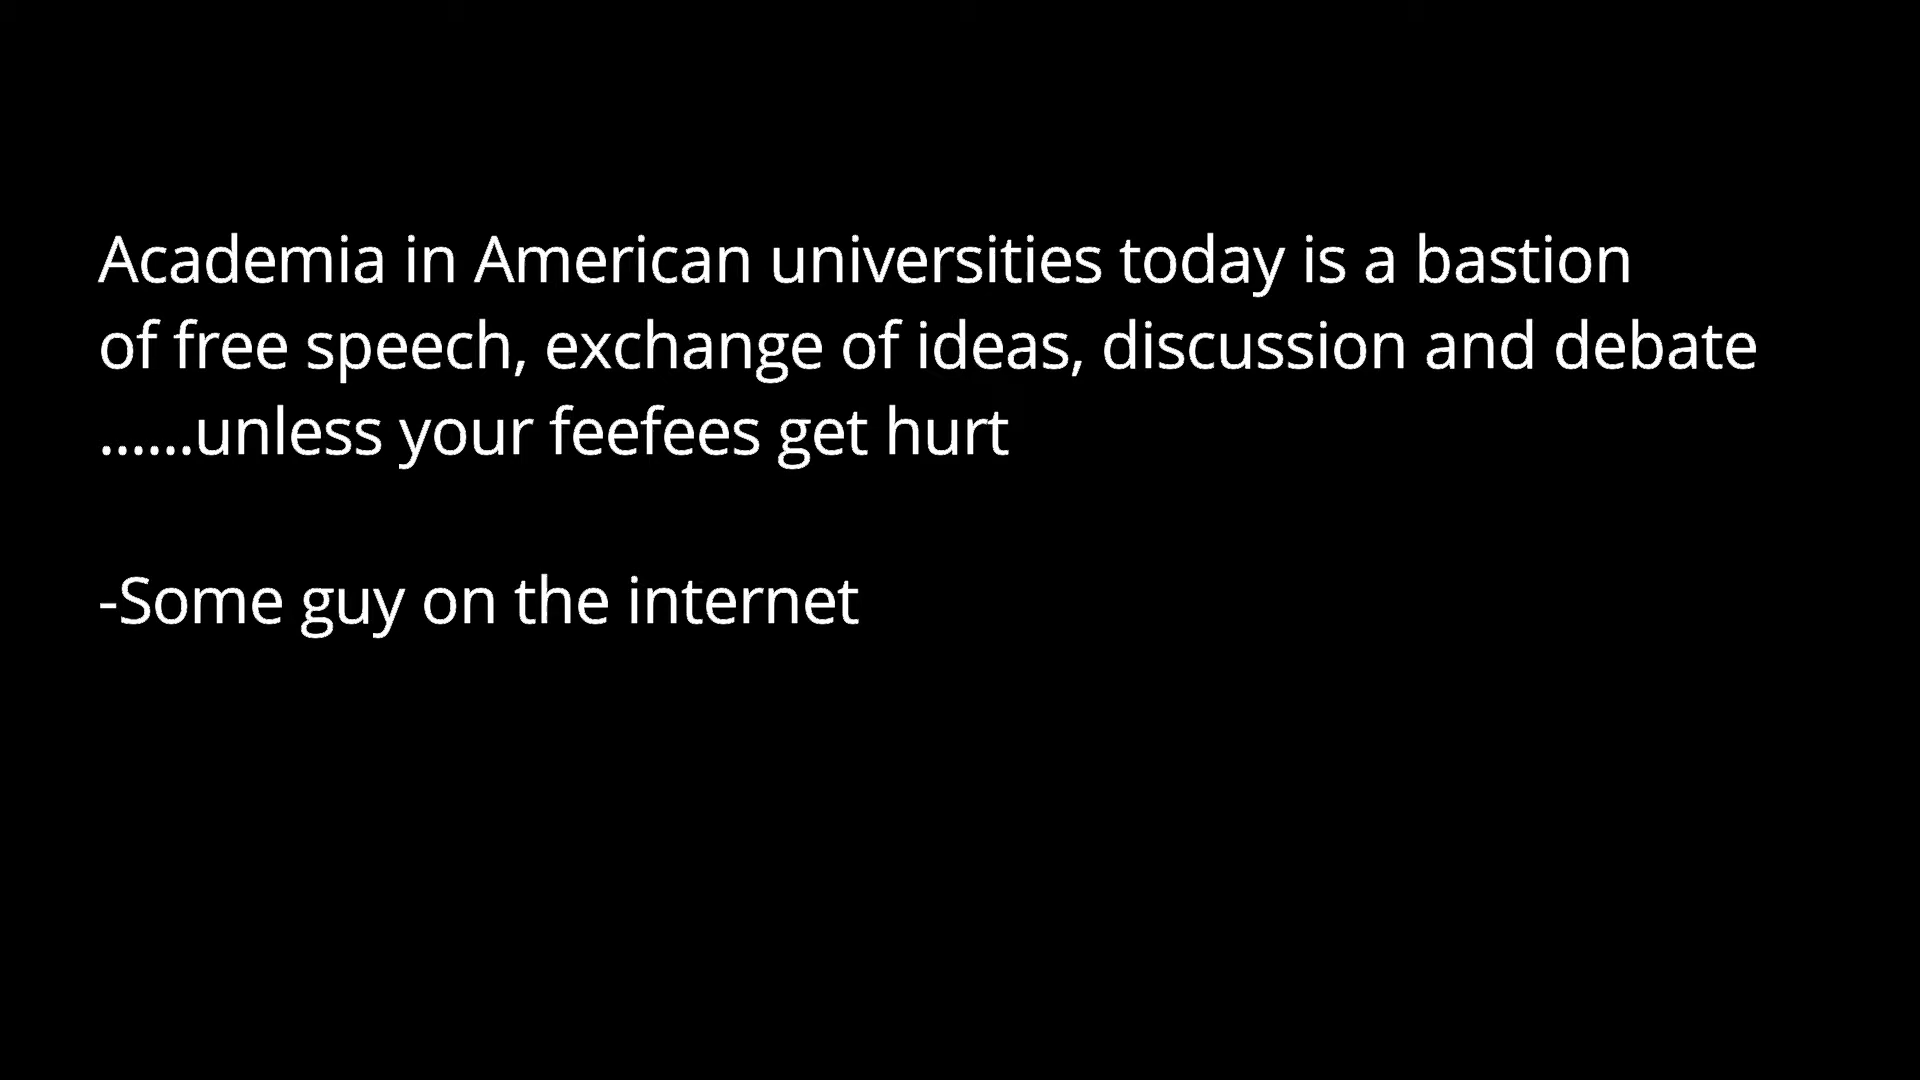 Academia in American universities today is a bastion
of free speech, exchange of ideas, discussion and debate
......unless your feefees get hurt
-Some guy on the internet